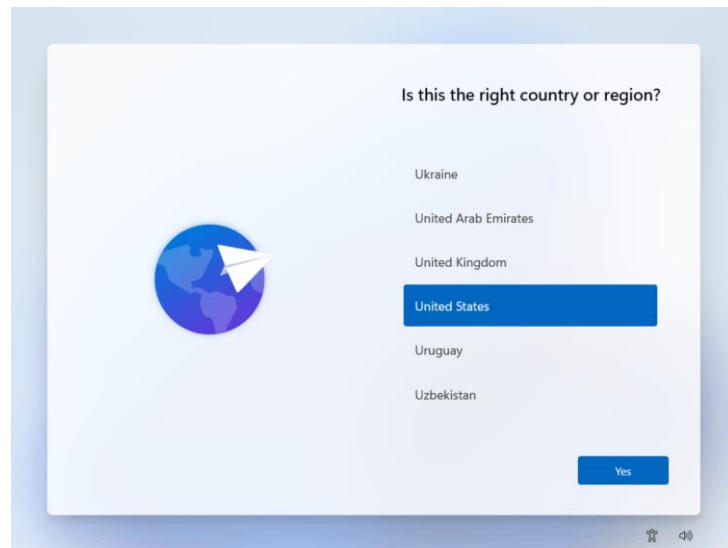 Is this the right country or region?
Ukraine
United Arab Emirates
United Kingdom
United States
Uruguay
Uzbekistan
Yes